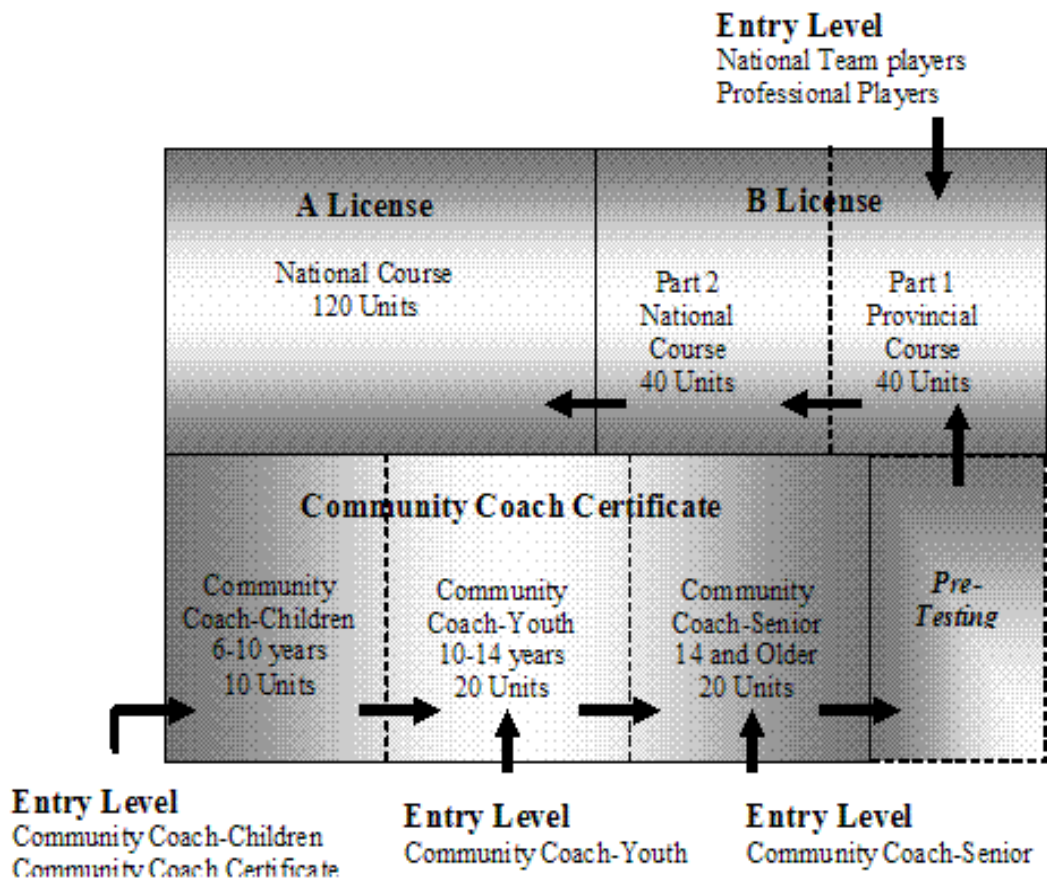 Entry Level
National Team players
Professional Players
A License
National Course
120 Units
B License
Part 2
National
Course
40 Units
Part 1
Provincial
Course
40 Units
Community Coach Certificate
Community
Coach-Children
6-10 years
10 Units
Community
Coach-Youth
10-14 years
20 Units
Community
Coach-Senior
14 and Older
20 Units
Pre-
Testing
Entry Level
Community Coach-Children
Community Coach Certificate
Entry Level
Community Coach-Youth
Entry Level
Community Coach-Senior